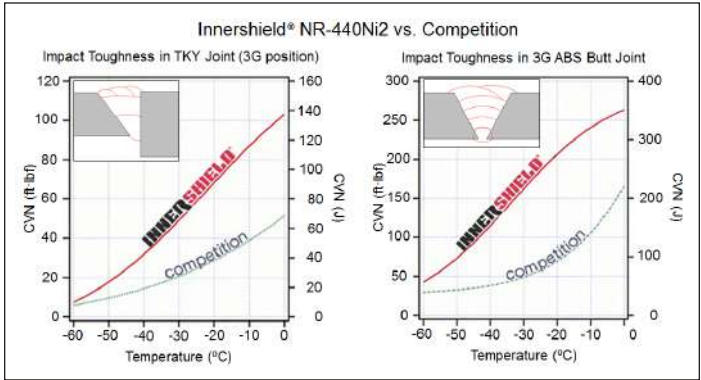 Innershield® NR-440Ni2 vs. Competition
Impact Toughness in TKY Joint (3G position)
120
100
80
60
40
20
0
CVN (ft·lbf)
160
140
120
100
80
60
40
20
0
CVN (J)
INNERSHIELD®
competition
-60 -50 -40 -30 -20 -10 0
Temperature (ºC)
Impact Toughness in 3G ABS Butt Joint
300
250
200
150
100
50
0
CVN (ft·lbf)
400
300
200
100
0
CVN (J)
INNERSHIELD®
competition
-60 -50 -40 -30 -20 -10 0
Temperature (ºC)